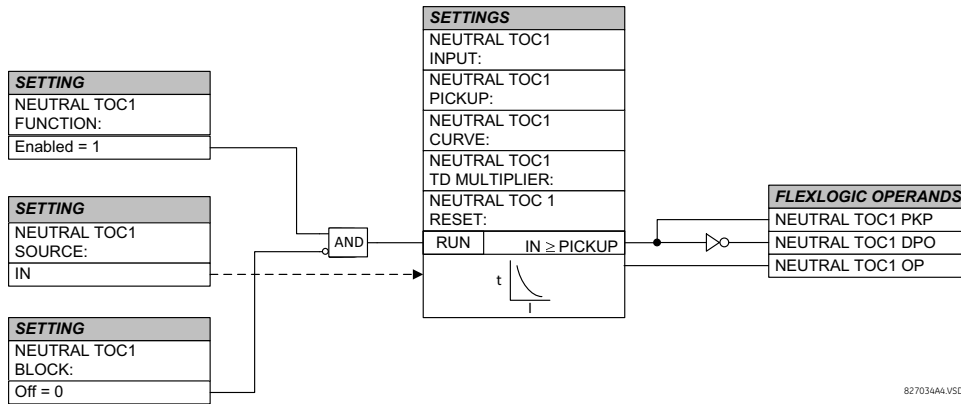 SETTING
NEUTRAL TOC1
FUNCTION:
Enabled = 1
SETTING
NEUTRAL TOC1
SOURCE:
IN
SETTING
NEUTRAL TOC1
BLOCK:
Off = 0
AND
SETTINGS
NEUTRAL TOC1
INPUT:
NEUTRAL TOC1
PICKUP:
NEUTRAL TOC1
CURVE:
NEUTRAL TOC1
TD MULTIPLIER:
NEUTRAL TOC 1
RESET:
RUN IN ≥ PICKUP
t
I
FLEXLOGIC OPERANDS
NEUTRAL TOC1 PKP
NEUTRAL TOC1 DPO
NEUTRAL TOC1 OP
827034A4.VSD